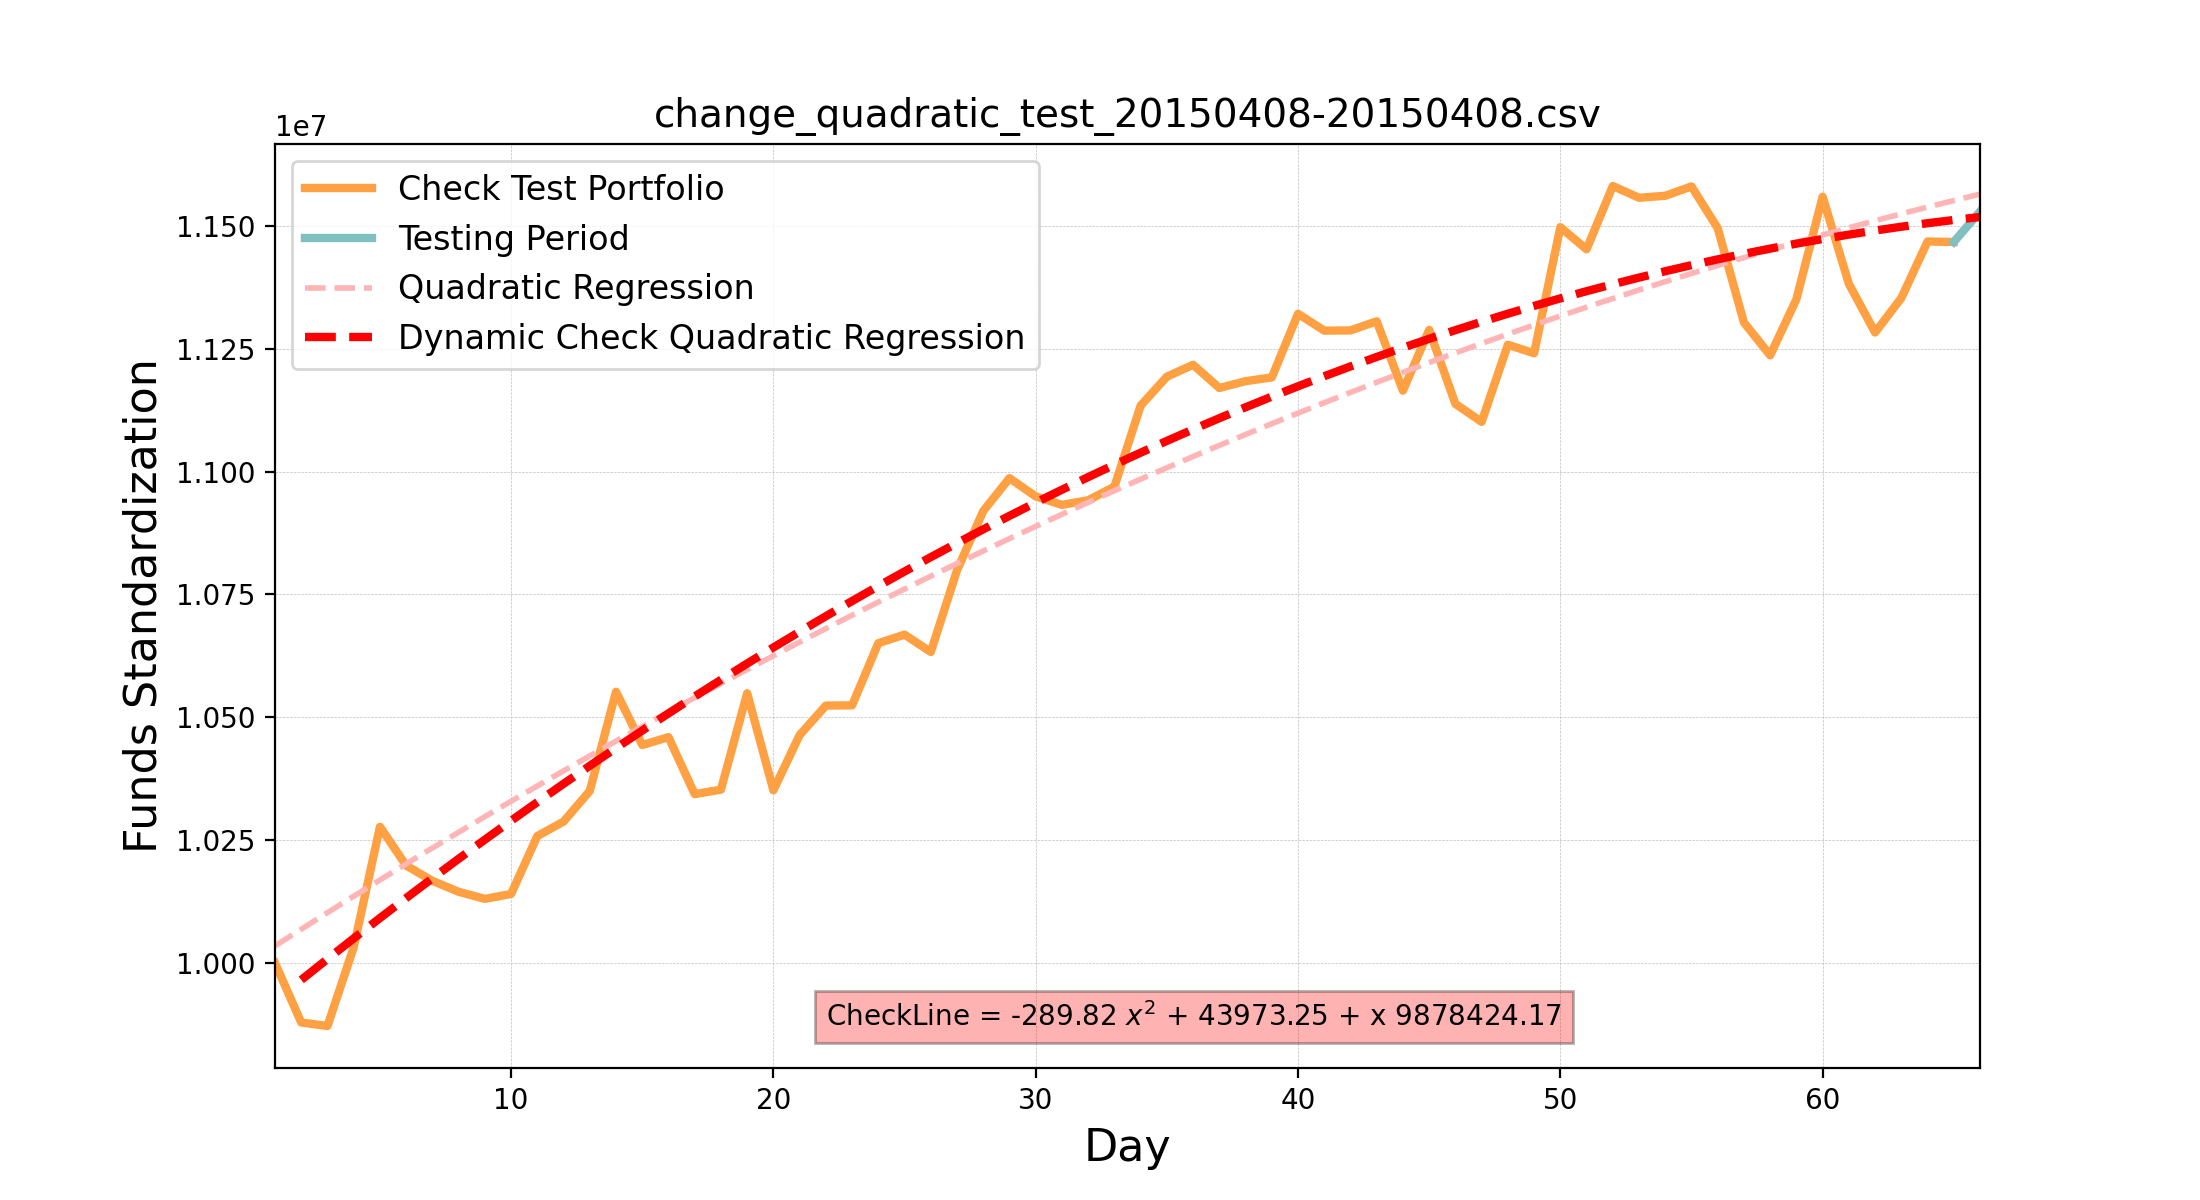 change_quadratic_test_20150408-20150408.csv
1e7
Check Test Portfolio
Testing Period
Quadratic Regression
Dynamic Check Quadratic Regression
1.150
1.125
1.100
1.075
1.050
1.025
1.000
Funds Standardization
CheckLine = -289.82 x² + 43973.25 + x 9878424.17
10 20 30 40 50 60
Day